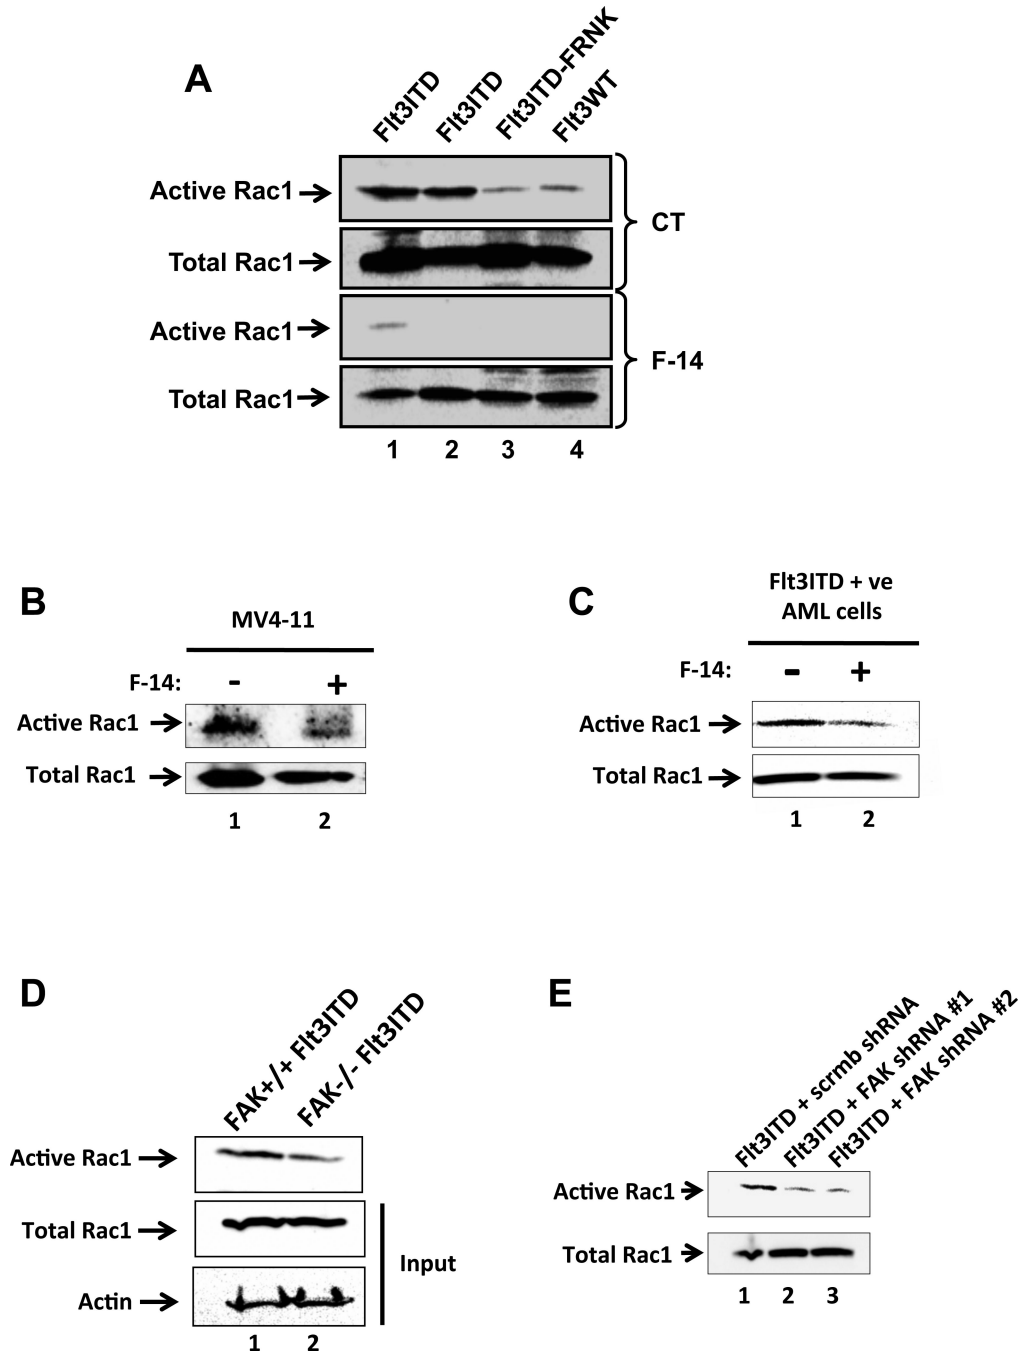 A
Flt3ITD
Flt3ITD
Flt3ITD-FRNK
Flt3WT
Active Rac1
Total Rac1
CT
Active Rac1
Total Rac1
F-14
1 2 3 4
B
MV4-11
F-14: - +
Active Rac1
Total Rac1
1 2
C
Flt3ITD + ve
AML cells
F-14: - +
Active Rac1
Total Rac1
1 2
D
FAK+/+ Flt3ITD
FAK-/- Flt3ITD
Active Rac1
Total Rac1
Actin
Input
1 2
E
Flt3ITD + scrmb shRNA
Flt3ITD + FAK shRNA #1
Flt3ITD + FAK shRNA #2
Active Rac1
Total Rac1
1 2 3